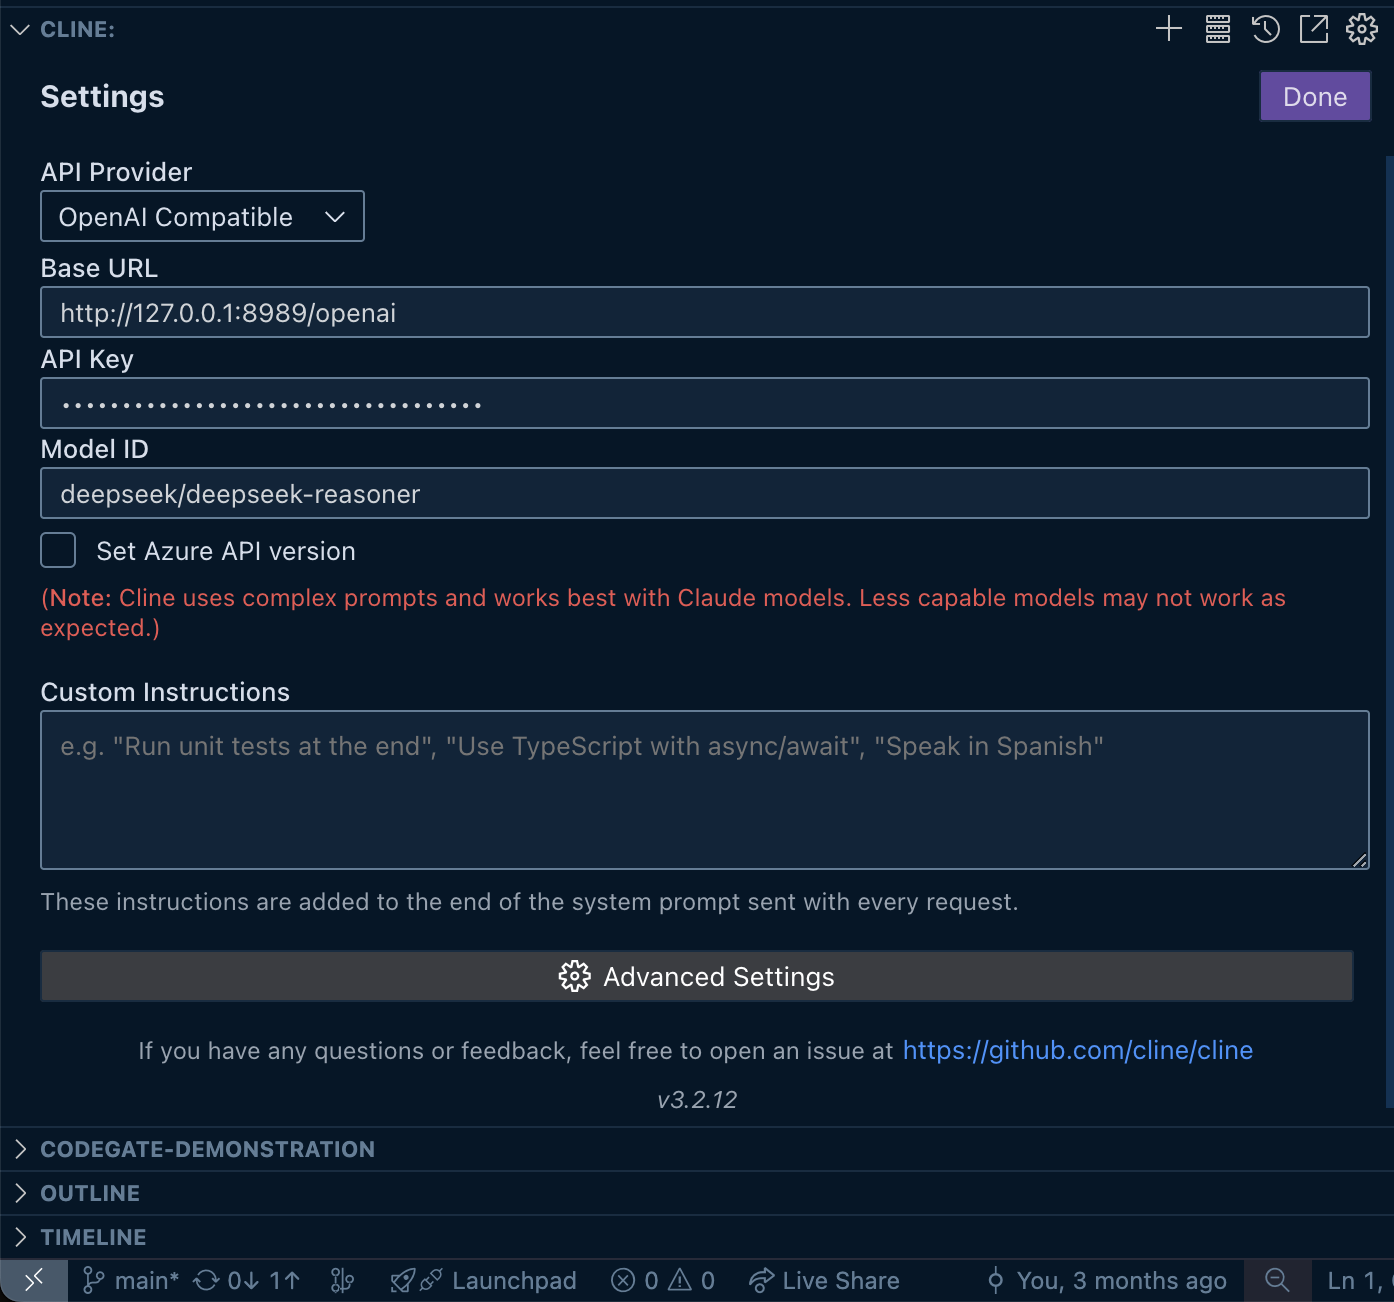 CLINE:
Settings
Done
API Provider
OpenAI Compatible
Base URL
http://127.0.0.1:8989/openai
API Key
•••••••••••••••••••••••••••••••••••
Model ID
deepseek/deepseek-reasoner
Set Azure API version
(Note: Cline uses complex prompts and works best with Claude models. Less capable models may not work as
expected.)
Custom Instructions
e.g. "Run unit tests at the end", "Use TypeScript with async/await", "Speak in Spanish"
These instructions are added to the end of the system prompt sent with every request.
Advanced Settings
If you have any questions or feedback, feel free to open an issue at https://github.com/cline/cline
v3.2.12
CODEGATE-DEMONSTRATION
OUTLINE
TIMELINE
main* 0↓ 1↑ Launchpad 0 0 Live Share You, 3 months ago Ln 1,